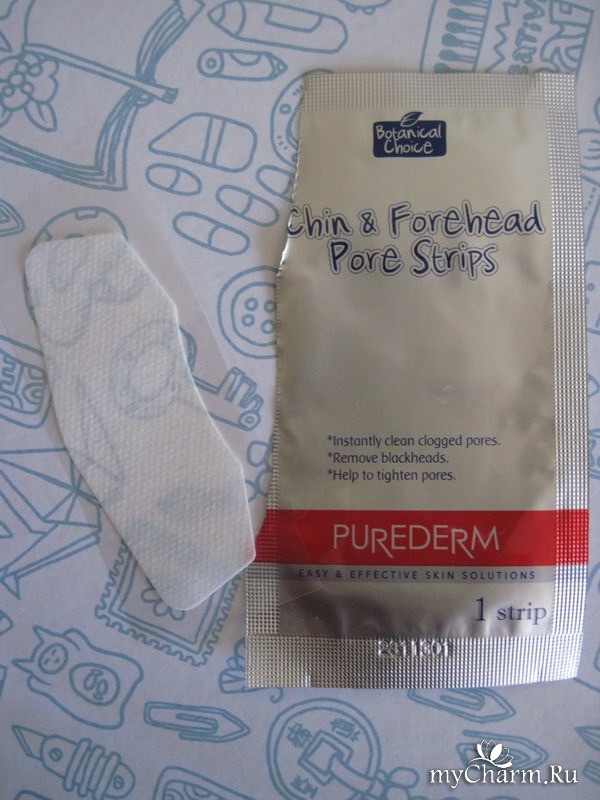 Botanical
Choice
Chin & Forehead
Pore Strips
*Instantly clean clogged pores.
*Remove blackheads.
*Help to tighten pores.
PUREDERM
EASY & EFFECTIVE SKIN SOLUTIONS
1 strip
2811301
myCharm.Ru